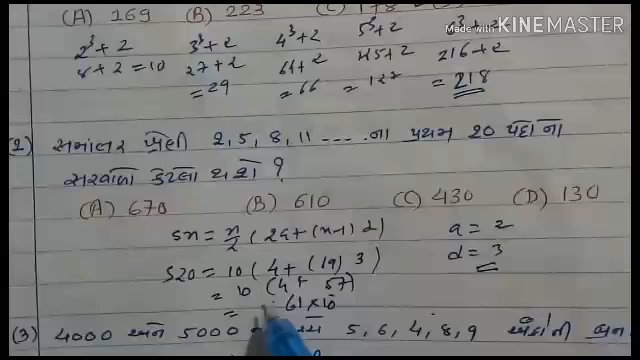 (A) 169 (B) 223 (C) 178
Made with KINEMASTER
2³+2 3³+2 4³+2 5³+2
8+2=10 27+2 64+2 125+2 216+2
=29 =66 =127 =218
(2) સમાંતર શ્રેણી 2, 5, 8, 11 .... ના પ્રથમ 20 પદોના
સરવાળો કેટલો થશે ?
(A) 670 (B) 610 (C) 430 (D) 130
Sn = n/2 (2a+(n-1) d) a = 2
S20 = 10 (4 + (19) 3) d = 3
= 10 (4 + 57)
= 61 × 10
(3) 4000 અને 5000 5, 6, 4, 8, 9